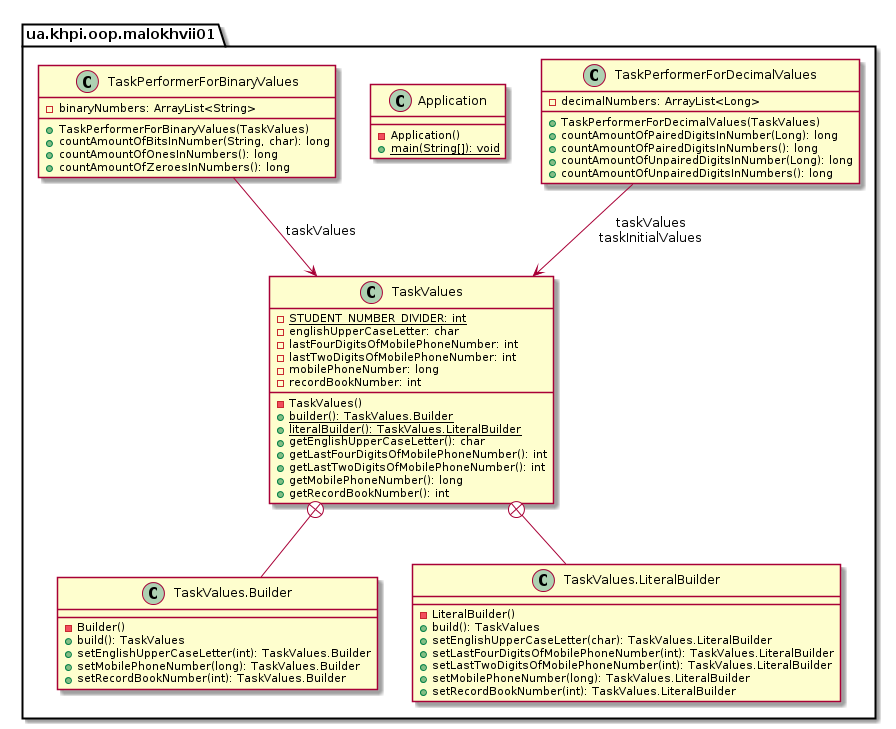 ua.khpi.oop.malokhvii01
C TaskPerformerForBinaryValues
binaryNumbers: ArrayList<String>
TaskPerformerForBinaryValues(TaskValues)
countAmountOfBitsInNumber(String, char): long
countAmountOfOnesInNumbers(): long
countAmountOfZeroesInNumbers(): long
C Application
Application()
main(String[]): void
C TaskPerformerForDecimalValues
decimalNumbers: ArrayList<Long>
TaskPerformerForDecimalValues(TaskValues)
countAmountOfPairedDigitsInNumber(Long): long
countAmountOfPairedDigitsInNumbers(): long
countAmountOfUnpairedDigitsInNumber(Long): long
countAmountOfUnpairedDigitsInNumbers(): long
taskValues
taskValues
taskInitialValues
C TaskValues
STUDENT_NUMBER_DIVIDER: int
englishUpperCaseLetter: char
lastFourDigitsOfMobilePhoneNumber: int
lastTwoDigitsOfMobilePhoneNumber: int
mobilePhoneNumber: long
recordBookNumber: int
TaskValues()
builder(): TaskValues.Builder
literalBuilder(): TaskValues.LiteralBuilder
getEnglishUpperCaseLetter(): char
getLastFourDigitsOfMobilePhoneNumber(): int
getLastTwoDigitsOfMobilePhoneNumber(): int
getMobilePhoneNumber(): long
getRecordBookNumber(): int
C TaskValues.Builder
Builder()
build(): TaskValues
setEnglishUpperCaseLetter(int): TaskValues.Builder
setMobilePhoneNumber(long): TaskValues.Builder
setRecordBookNumber(int): TaskValues.Builder
C TaskValues.LiteralBuilder
LiteralBuilder()
build(): TaskValues
setEnglishUpperCaseLetter(char): TaskValues.LiteralBuilder
setLastFourDigitsOfMobilePhoneNumber(int): TaskValues.LiteralBuilder
setLastTwoDigitsOfMobilePhoneNumber(int): TaskValues.LiteralBuilder
setMobilePhoneNumber(long): TaskValues.LiteralBuilder
setRecordBookNumber(int): TaskValues.LiteralBuilder